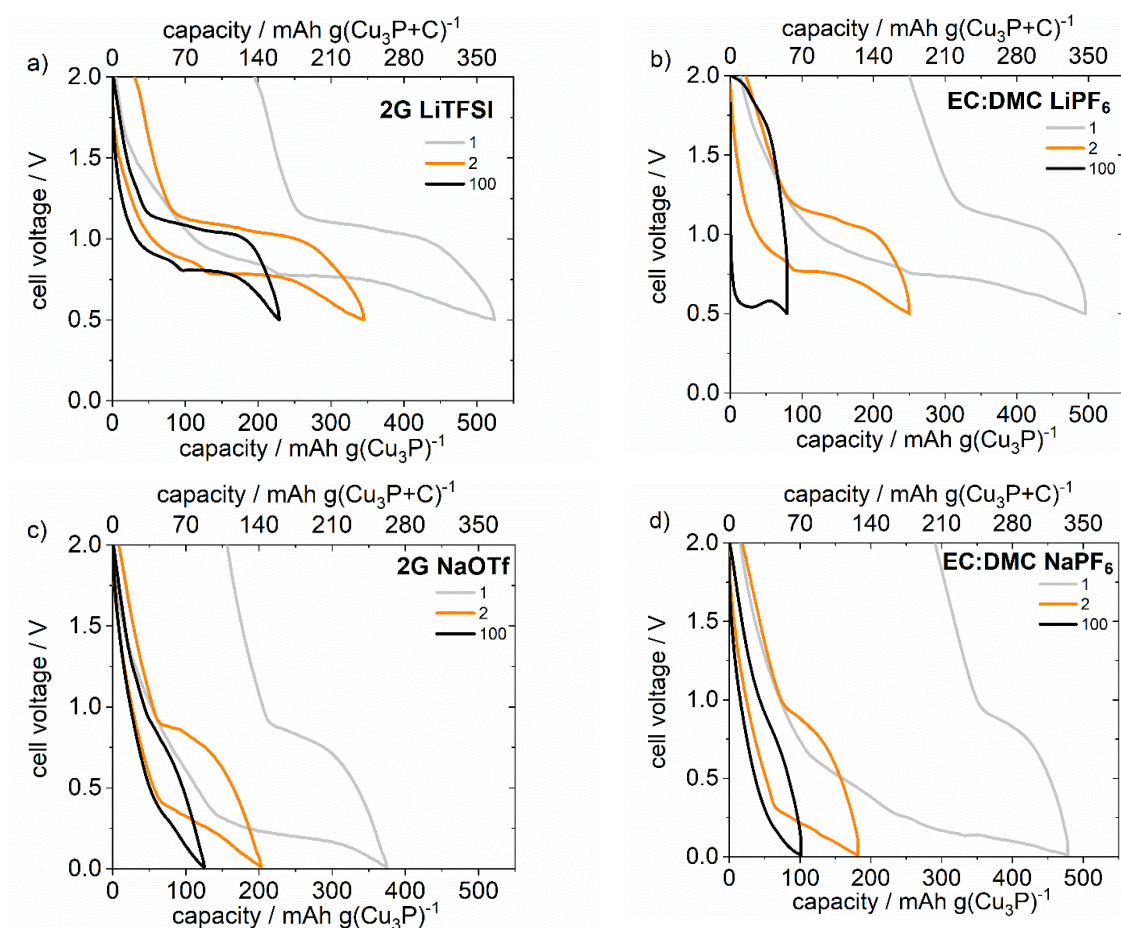 capacity / mAh g(Cu₃P+C)⁻¹
0 70 140 210 280 350
a)
2G LiTFSI
1
2
100
2.0
1.5
1.0
0.5
0.0
cell voltage / V
0 100 200 300 400 500
capacity / mAh g(Cu₃P)⁻¹
capacity / mAh g(Cu₃P+C)⁻¹
0 70 140 210 280 350
b)
EC:DMC LiPF₆
1
2
100
2.0
1.5
1.0
0.5
0.0
cell voltage / V
0 100 200 300 400 500
capacity / mAh g(Cu₃P)⁻¹
capacity / mAh g(Cu₃P+C)⁻¹
0 70 140 210 280 350
c)
2G NaOTf
1
2
100
2.0
1.5
1.0
0.5
0.0
cell voltage / V
0 100 200 300 400 500
capacity / mAh g(Cu₃P)⁻¹
capacity / mAh g(Cu₃P+C)⁻¹
0 70 140 210 280 350
d)
EC:DMC NaPF₆
1
2
100
2.0
1.5
1.0
0.5
0.0
cell voltage / V
0 100 200 300 400 500
capacity / mAh g(Cu₃P)⁻¹